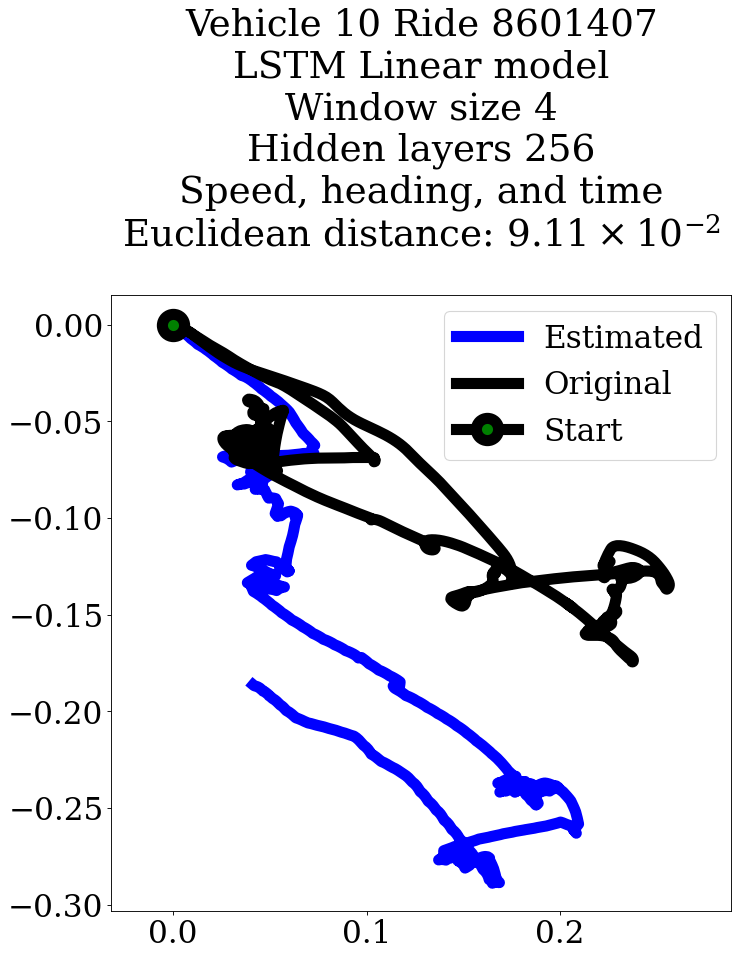 Vehicle 10 Ride 8601407
LSTM Linear model
Window size 4
Hidden layers 256
Speed, heading, and time
Euclidean distance: 9.11 × 10⁻²
Estimated
Original
Start
0.00
−0.05
−0.10
−0.15
−0.20
−0.25
−0.30
0.0 0.1 0.2